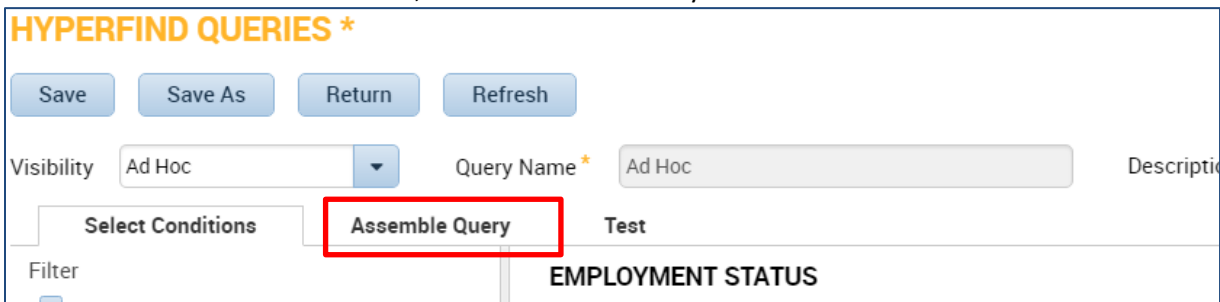 HYPERFIND QUERIES *
Save Save As Return Refresh
Visibility Ad Hoc Query Name * Ad Hoc
Select Conditions Assemble Query Test
Filter
EMPLOYMENT STATUS